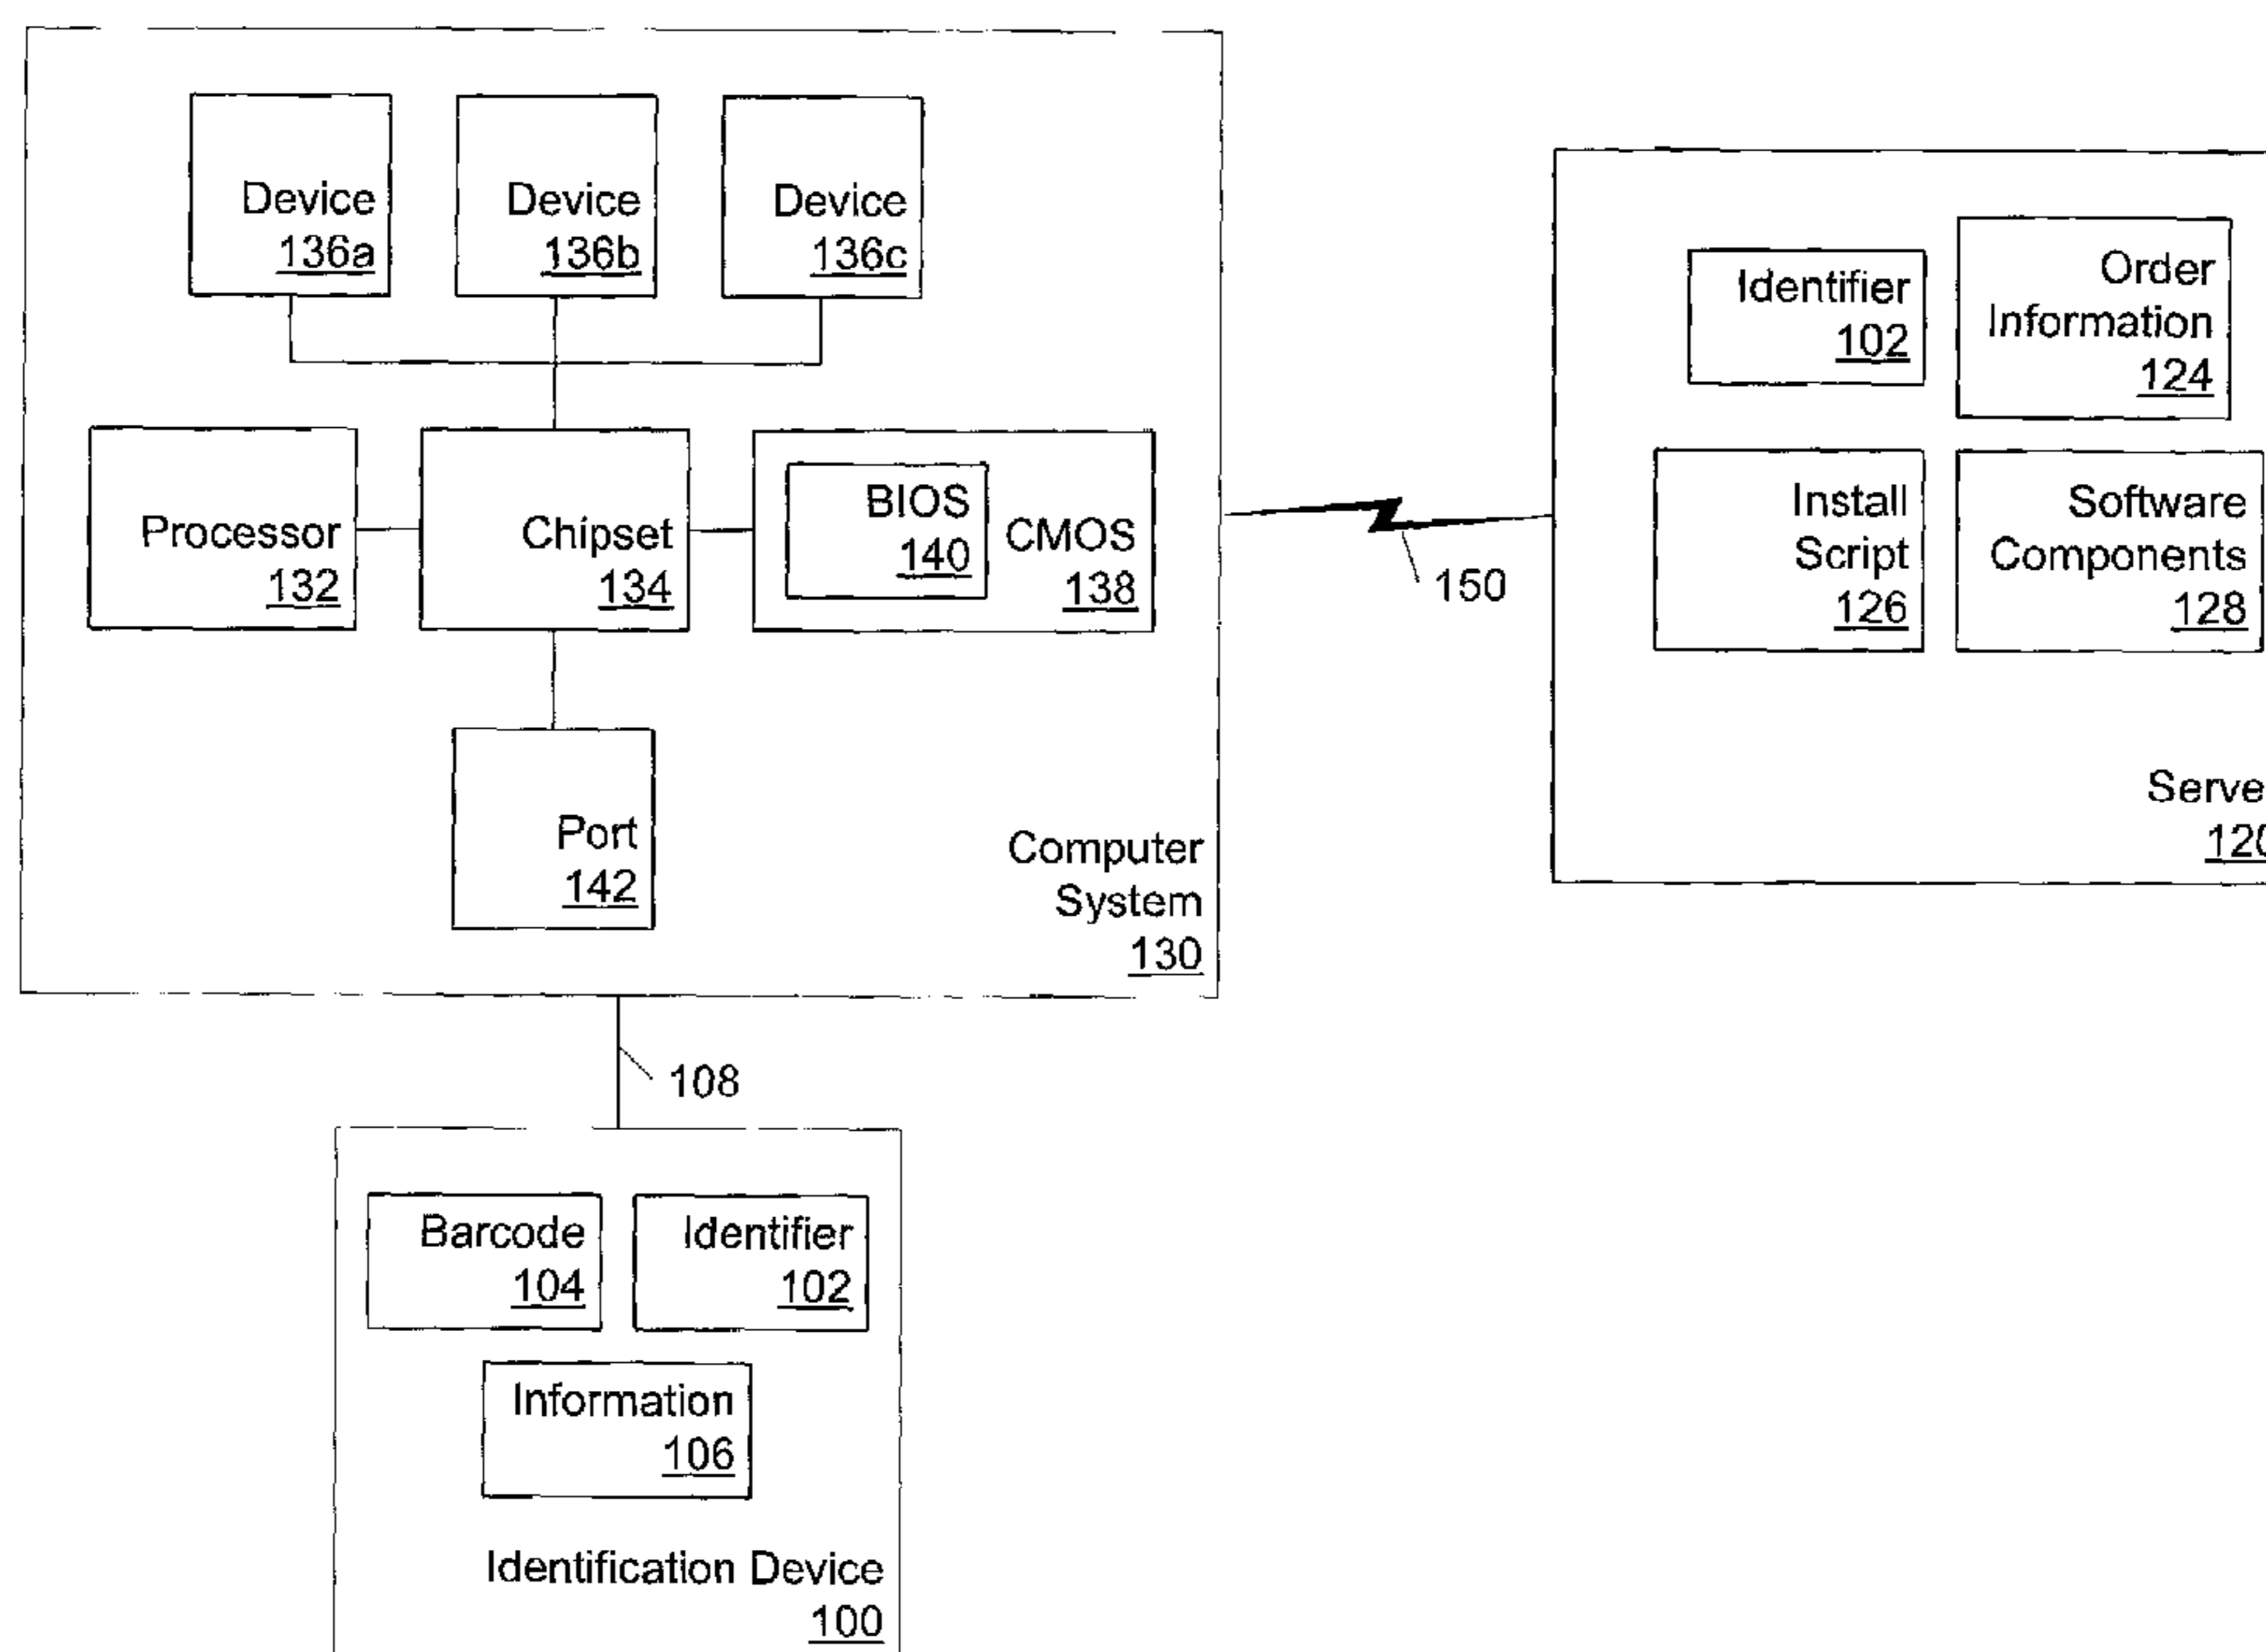 Device
136a
Device
136b
Device
136c
Processor
132
Chipset
134
BIOS
140
CMOS
138
Port
142
Computer
System
130
150
Identifier
102
Order
Information
124
Install
Script
126
Software
Components
128
Serve
120
108
Barcode
104
Identifier
102
Information
106
Identification Device
100